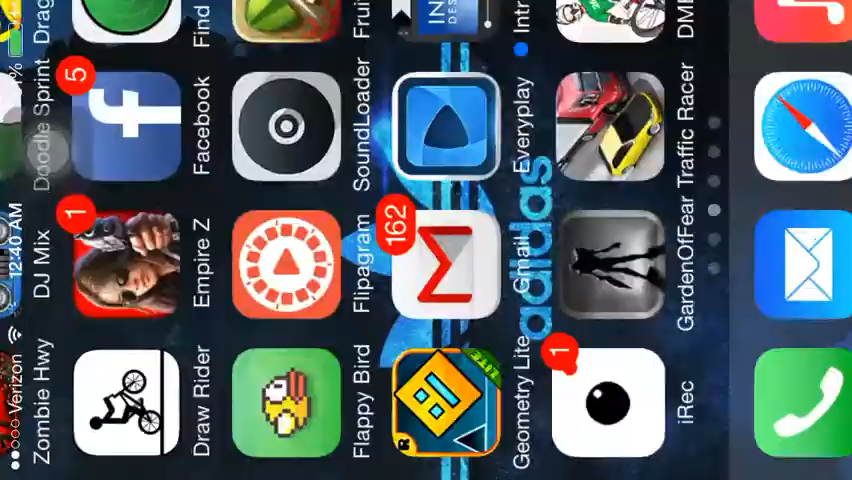 Verizon 12:40 AM
Zombie Hwy DJ Mix Doodle Sprint Drag
1 5
Draw Rider Empire Z Facebook Find
Flappy Bird Flipagram SoundLoader Frui
LITE 162
Geometry Lite Gmail Everyplay Intr
adidas
1
iRec GardenOfFear Traffic Racer